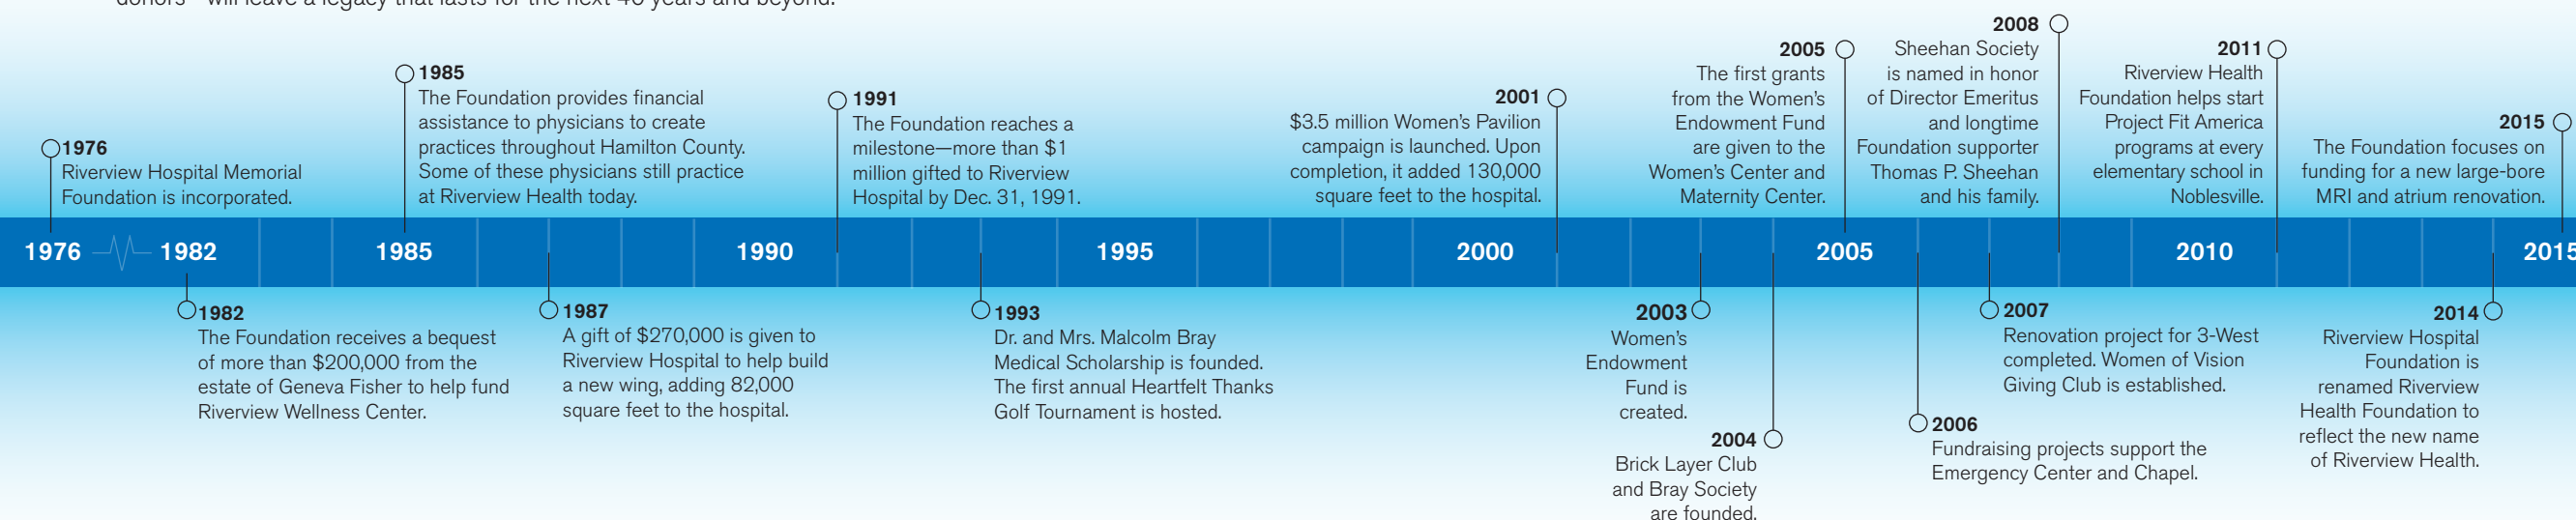 donors—will leave a legacy that lasts for the next 40 years and beyond.
1976
Riverview Hospital Memorial
Foundation is incorporated.
1985
The Foundation provides financial
assistance to physicians to create
practices throughout Hamilton County.
Some of these physicians still practice
at Riverview Health today.
1991
The Foundation reaches a
milestone—more than $1
million gifted to Riverview
Hospital by Dec. 31, 1991.
2001
$3.5 million Women's Pavilion
campaign is launched. Upon
completion, it added 130,000
square feet to the hospital.
2005
The first grants
from the Women's
Endowment Fund
are given to the
Women's Center and
Maternity Center.
2008
Sheehan Society
is named in honor
of Director Emeritus
and longtime
Foundation supporter
Thomas P. Sheehan
and his family.
2011
Riverview Health
Foundation helps start
Project Fit America
programs at every
elementary school in
Noblesville.
2015
The Foundation focuses on
funding for a new large-bore
MRI and atrium renovation.
1976 1982 1985 1990 1995 2000 2005 2010 2015
1982
The Foundation receives a bequest
of more than $200,000 from the
estate of Geneva Fisher to help fund
Riverview Wellness Center.
1987
A gift of $270,000 is given to
Riverview Hospital to help build
a new wing, adding 82,000
square feet to the hospital.
1993
Dr. and Mrs. Malcolm Bray
Medical Scholarship is founded.
The first annual Heartfelt Thanks
Golf Tournament is hosted.
2003
Women's
Endowment
Fund is
created.
2004
Brick Layer Club
and Bray Society
are founded.
2006
Fundraising projects support the
Emergency Center and Chapel.
2007
Renovation project for 3-West
completed. Women of Vision
Giving Club is established.
2014
Riverview Hospital
Foundation is
renamed Riverview
Health Foundation to
reflect the new name
of Riverview Health.